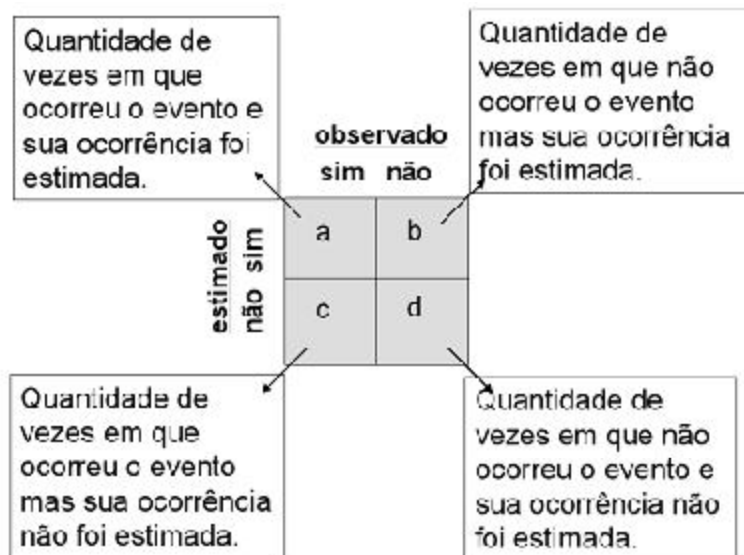 Quantidade de
vezes em que
ocorreu o evento e
sua ocorrência foi
estimada.
Quantidade de
vezes em que não
ocorreu o evento
mas sua ocorrência
foi estimada.
observado
sim não
estimado
não sim
a b
c d
Quantidade de
vezes em que
ocorreu o evento
mas sua ocorrência
não foi estimada.
Quantidade de
vezes em que não
ocorreu o evento e
sua ocorrência não
foi estimada.